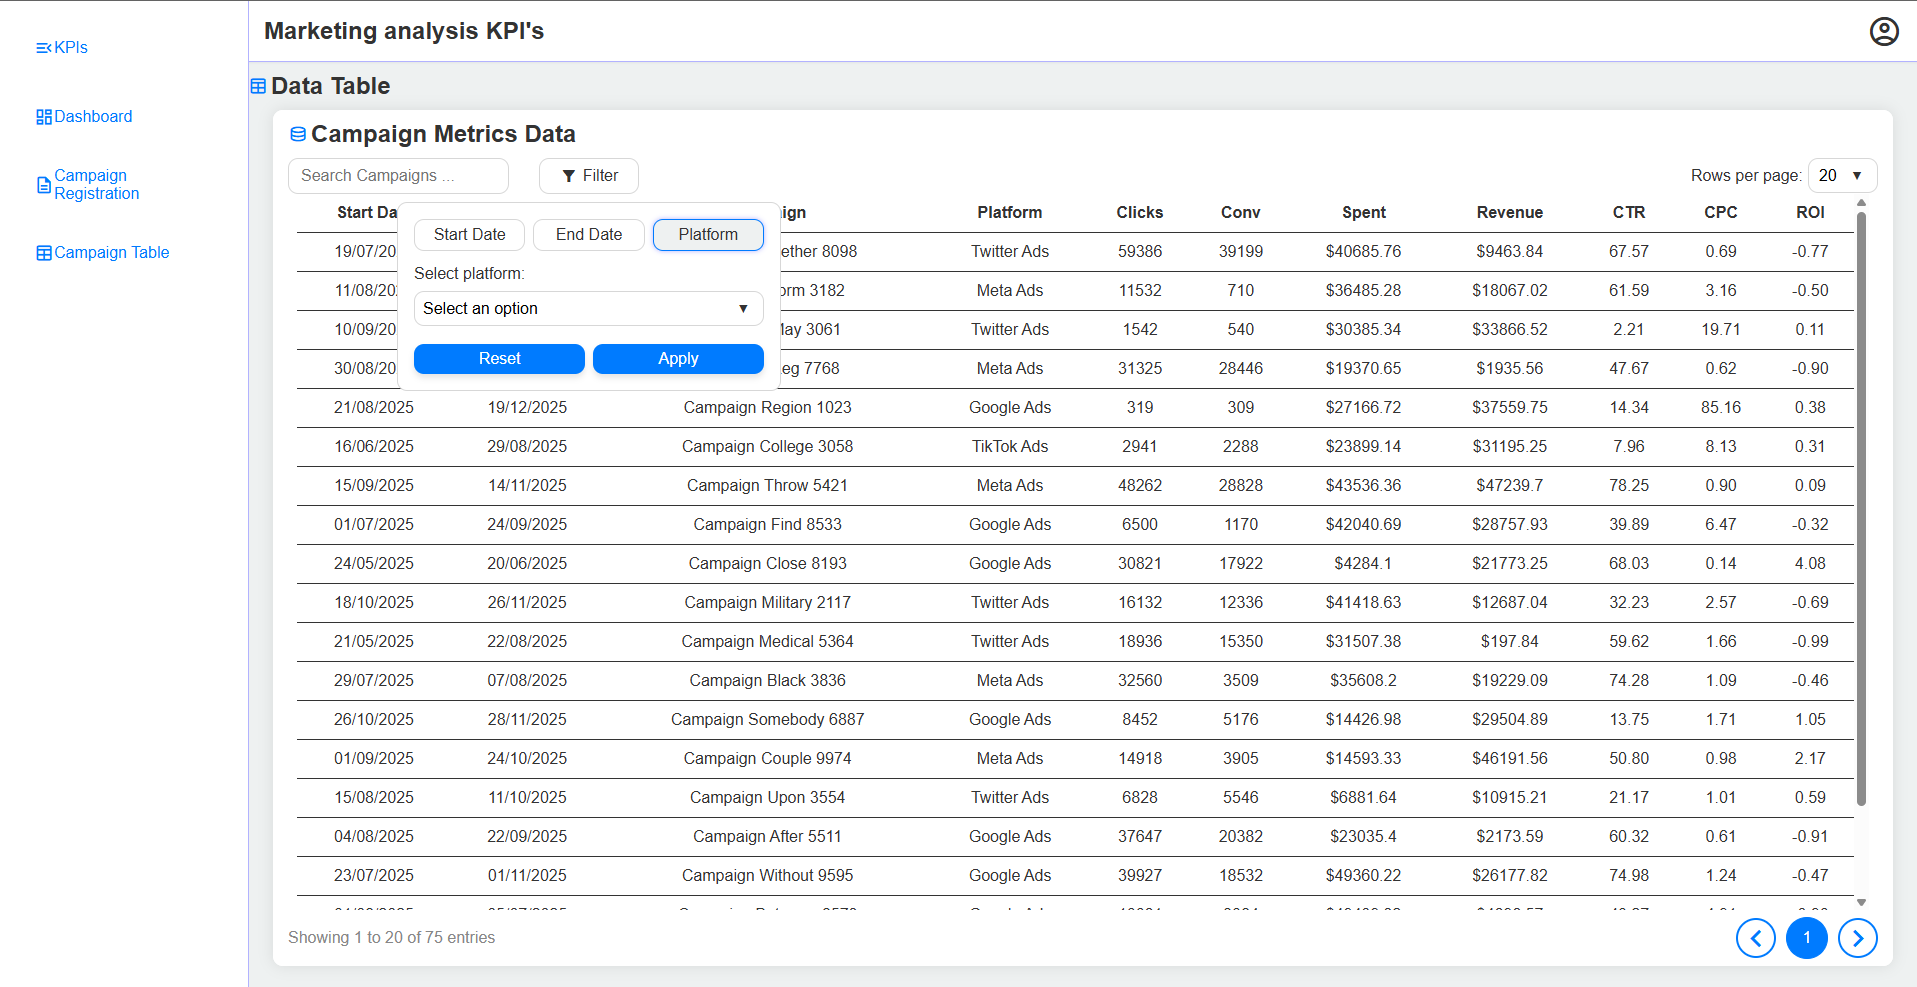 KPIs
Dashboard
Campaign
Registration
Campaign Table
Marketing analysis KPI's
Data Table
Campaign Metrics Data
Search Campaigns ...
Filter
Rows per page: 20
Start Da ign Platform Clicks Conv Spent Revenue CTR CPC ROI
Start Date End Date Platform
Select platform:
Select an option
Reset Apply
19/07/20 ether 8098 Twitter Ads 59386 39199 $40685.76 $9463.84 67.57 0.69 -0.77
11/08/20 orm 3182 Meta Ads 11532 710 $36485.28 $18067.02 61.59 3.16 -0.50
10/09/20 May 3061 Twitter Ads 1542 540 $30385.34 $33866.52 2.21 19.71 0.11
30/08/20 eg 7768 Meta Ads 31325 28446 $19370.65 $1935.56 47.67 0.62 -0.90
21/08/2025 19/12/2025 Campaign Region 1023 Google Ads 319 309 $27166.72 $37559.75 14.34 85.16 0.38
16/06/2025 29/08/2025 Campaign College 3058 TikTok Ads 2941 2288 $23899.14 $31195.25 7.96 8.13 0.31
15/09/2025 14/11/2025 Campaign Throw 5421 Meta Ads 48262 28828 $43536.36 $47239.7 78.25 0.90 0.09
01/07/2025 24/09/2025 Campaign Find 8533 Google Ads 6500 1170 $42040.69 $28757.93 39.89 6.47 -0.32
24/05/2025 20/06/2025 Campaign Close 8193 Google Ads 30821 17922 $4284.1 $21773.25 68.03 0.14 4.08
18/10/2025 26/11/2025 Campaign Military 2117 Twitter Ads 16132 12336 $41418.63 $12687.04 32.23 2.57 -0.69
21/05/2025 22/08/2025 Campaign Medical 5364 Twitter Ads 18936 15350 $31507.38 $197.84 59.62 1.66 -0.99
29/07/2025 07/08/2025 Campaign Black 3836 Meta Ads 32560 3509 $35608.2 $19229.09 74.28 1.09 -0.46
26/10/2025 28/11/2025 Campaign Somebody 6887 Google Ads 8452 5176 $14426.98 $29504.89 13.75 1.71 1.05
01/09/2025 24/10/2025 Campaign Couple 9974 Meta Ads 14918 3905 $14593.33 $46191.56 50.80 0.98 2.17
15/08/2025 11/10/2025 Campaign Upon 3554 Twitter Ads 6828 5546 $6881.64 $10915.21 21.17 1.01 0.59
04/08/2025 22/09/2025 Campaign After 5511 Google Ads 37647 20382 $23035.4 $2173.59 60.32 0.61 -0.91
23/07/2025 01/11/2025 Campaign Without 9595 Google Ads 39927 18532 $49360.22 $26177.82 74.98 1.24 -0.47
Showing 1 to 20 of 75 entries
1